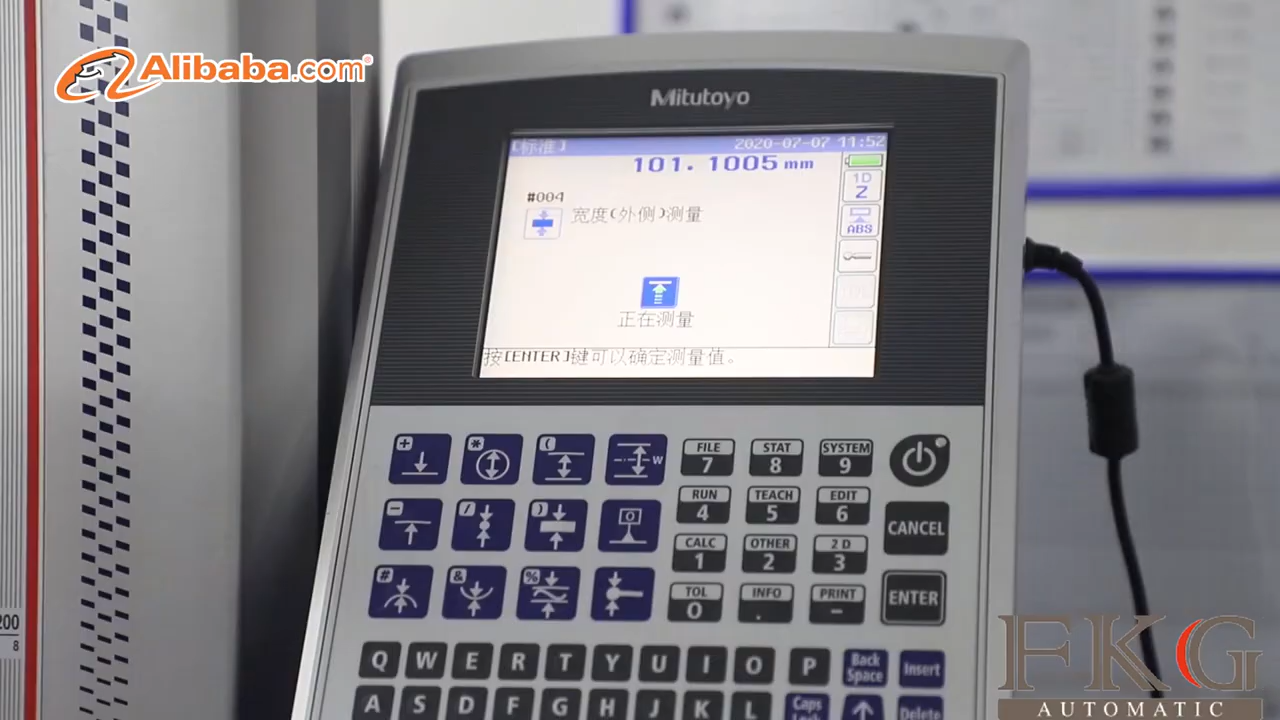 Alibaba.com®
Mitutoyo
[标准] 2020-07-07 11:52
101.1005 mm
1D
Z
#004
宽度(外侧)测量
ABS
正在测量
按[ENTER]键可以确定测量值。
+ * ( W
FILE STAT SYSTEM
7 8 9
- / )
RUN TEACH EDIT
4 5 6
CANCEL
CALC OTHER 2 D
1 2 3
# & %
TOL INFO PRINT
0 . -
ENTER
200
8
Q W E R T Y U I O P Back Space Insert
A S D F G H J K L Caps Lock Delete
FKG
AUTOMATIC